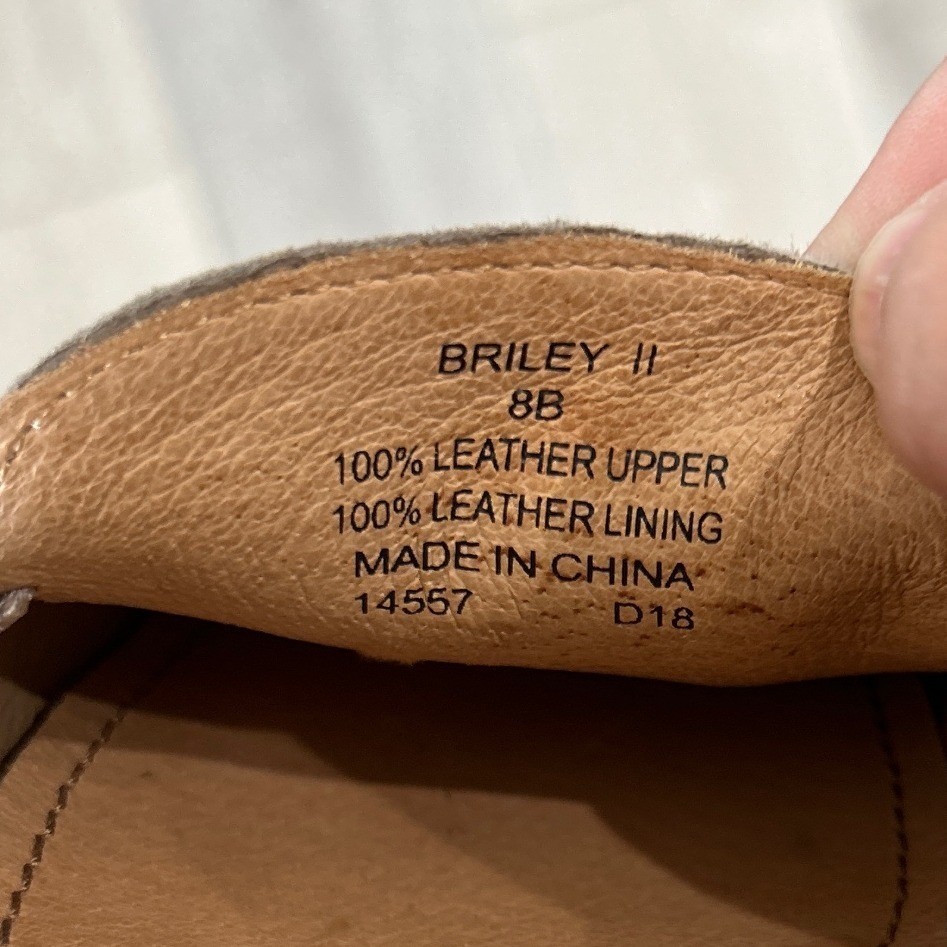 BRILEY II
8B
100% LEATHER UPPER
100% LEATHER LINING
MADE IN CHINA
14557 D18